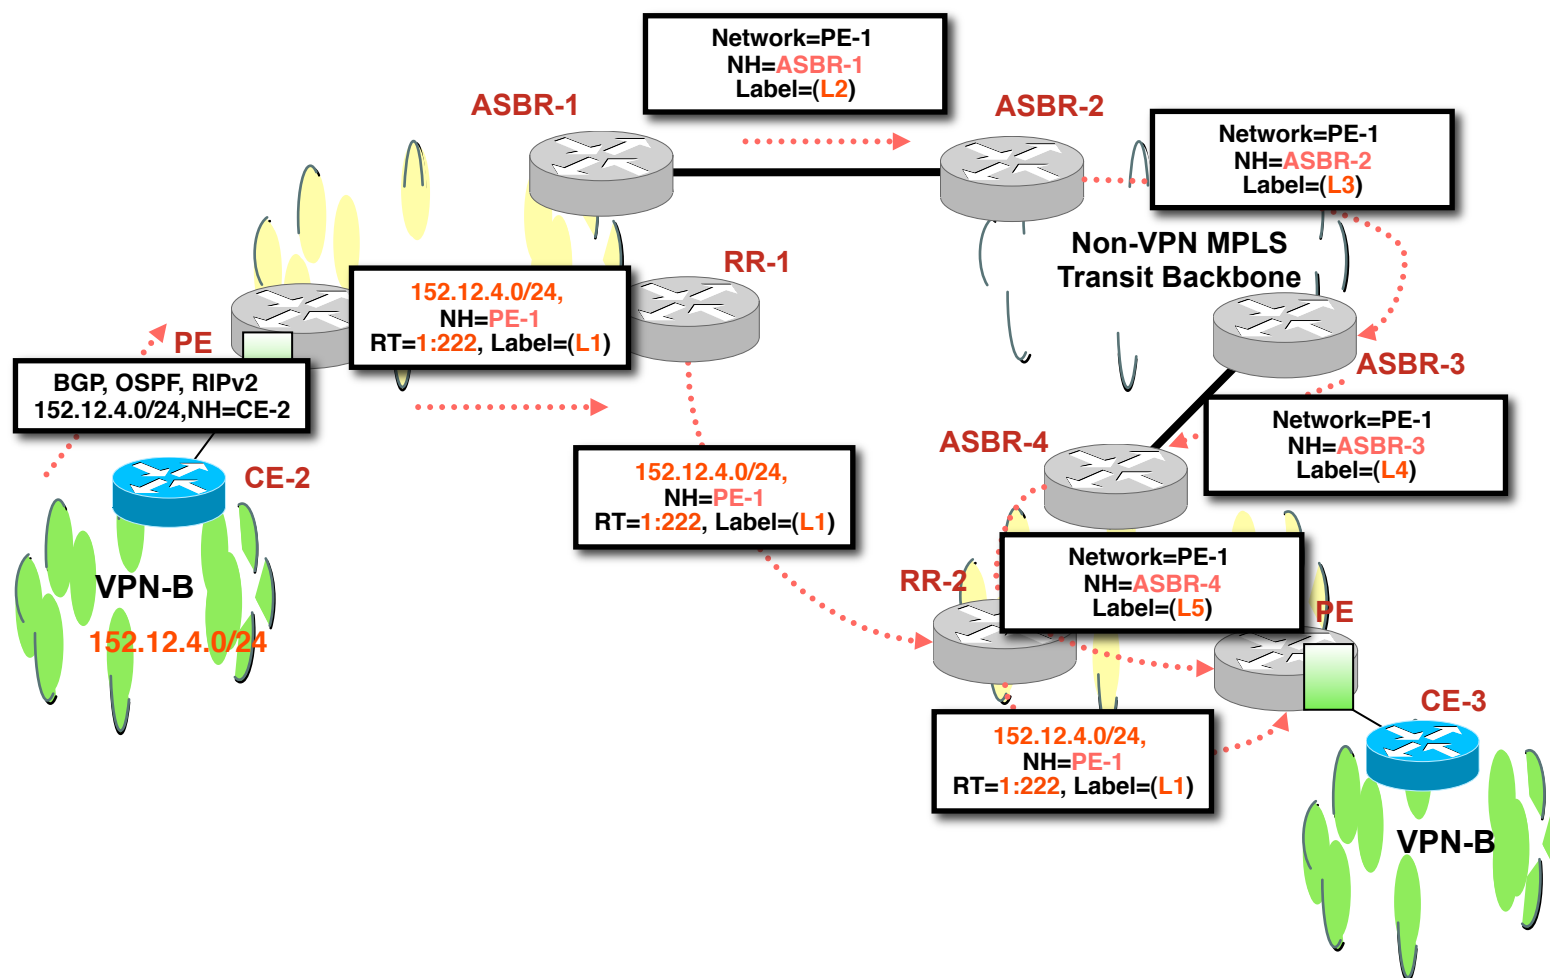 Network=PE-1
NH=ASBR-1
Label=(L2)
ASBR-1
ASBR-2
Network=PE-1
NH=ASBR-2
Label=(L3)
Non-VPN MPLS
Transit Backbone
RR-1
152.12.4.0/24,
NH=PE-1
RT=1:222, Label=(L1)
PE
BGP, OSPF, RIPv2
152.12.4.0/24,NH=CE-2
ASBR-3
Network=PE-1
NH=ASBR-3
Label=(L4)
ASBR-4
CE-2
152.12.4.0/24,
NH=PE-1
RT=1:222, Label=(L1)
VPN-B
152.12.4.0/24
RR-2
Network=PE-1
NH=ASBR-4
Label=(L5)
PE
CE-3
152.12.4.0/24,
NH=PE-1
RT=1:222, Label=(L1)
VPN-B